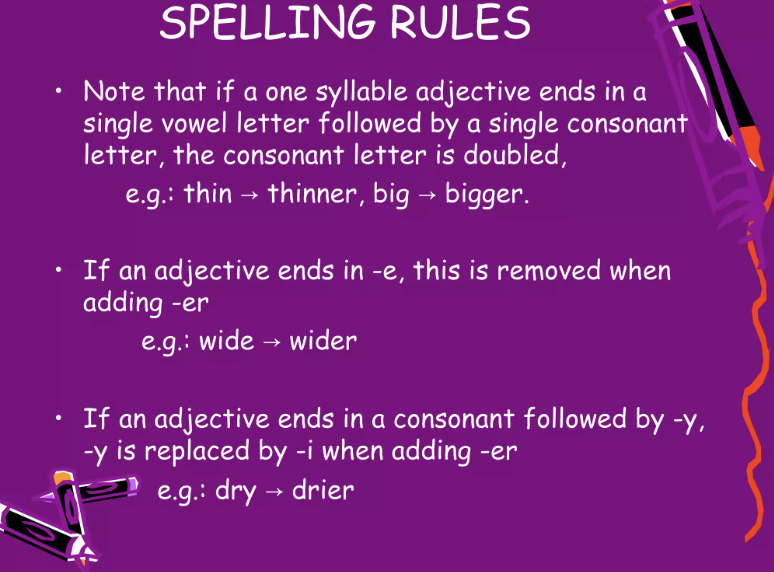 SPELLING RULES
• Note that if a one syllable adjective ends in a
single vowel letter followed by a single consonant
letter, the consonant letter is doubled,
e.g.: thin → thinner, big → bigger.
• If an adjective ends in -e, this is removed when
adding -er
e.g.: wide → wider
• If an adjective ends in a consonant followed by -y,
-y is replaced by -i when adding -er
e.g.: dry → drier